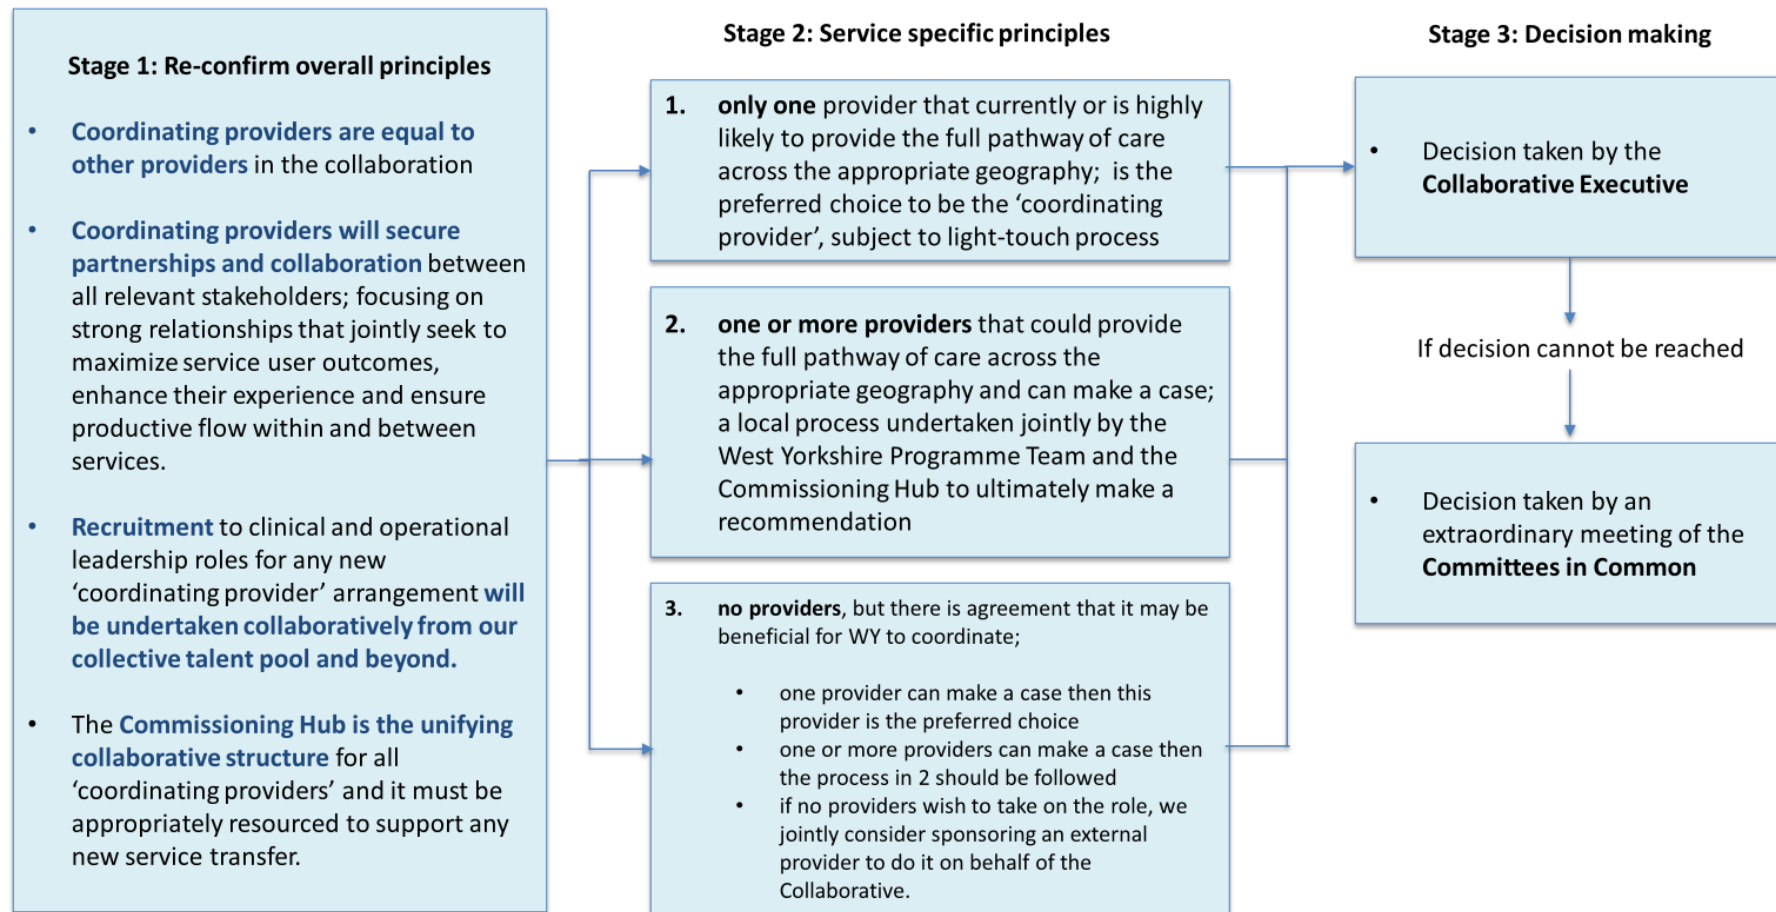 Stage 1: Re-confirm overall principles
• Coordinating providers are equal to
other providers in the collaboration
• Coordinating providers will secure
partnerships and collaboration between
all relevant stakeholders; focusing on
strong relationships that jointly seek to
maximize service user outcomes,
enhance their experience and ensure
productive flow within and between
services.
• Recruitment to clinical and operational
leadership roles for any new
‘coordinating provider’ arrangement will
be undertaken collaboratively from our
collective talent pool and beyond.
• The Commissioning Hub is the unifying
collaborative structure for all
‘coordinating providers’ and it must be
appropriately resourced to support any
new service transfer.
Stage 2: Service specific principles
1. only one provider that currently or is highly
likely to provide the full pathway of care
across the appropriate geography; is the
preferred choice to be the ‘coordinating
provider’, subject to light-touch process
2. one or more providers that could provide
the full pathway of care across the
appropriate geography and can make a case;
a local process undertaken jointly by the
West Yorkshire Programme Team and the
Commissioning Hub to ultimately make a
recommendation
3. no providers, but there is agreement that it may be
beneficial for WY to coordinate;
• one provider can make a case then this
provider is the preferred choice
• one or more providers can make a case then
the process in 2 should be followed
• if no providers wish to take on the role, we
jointly consider sponsoring an external
provider to do it on behalf of the
Collaborative.
Stage 3: Decision making
• Decision taken by the
Collaborative Executive
If decision cannot be reached
• Decision taken by an
extraordinary meeting of the
Committees in Common